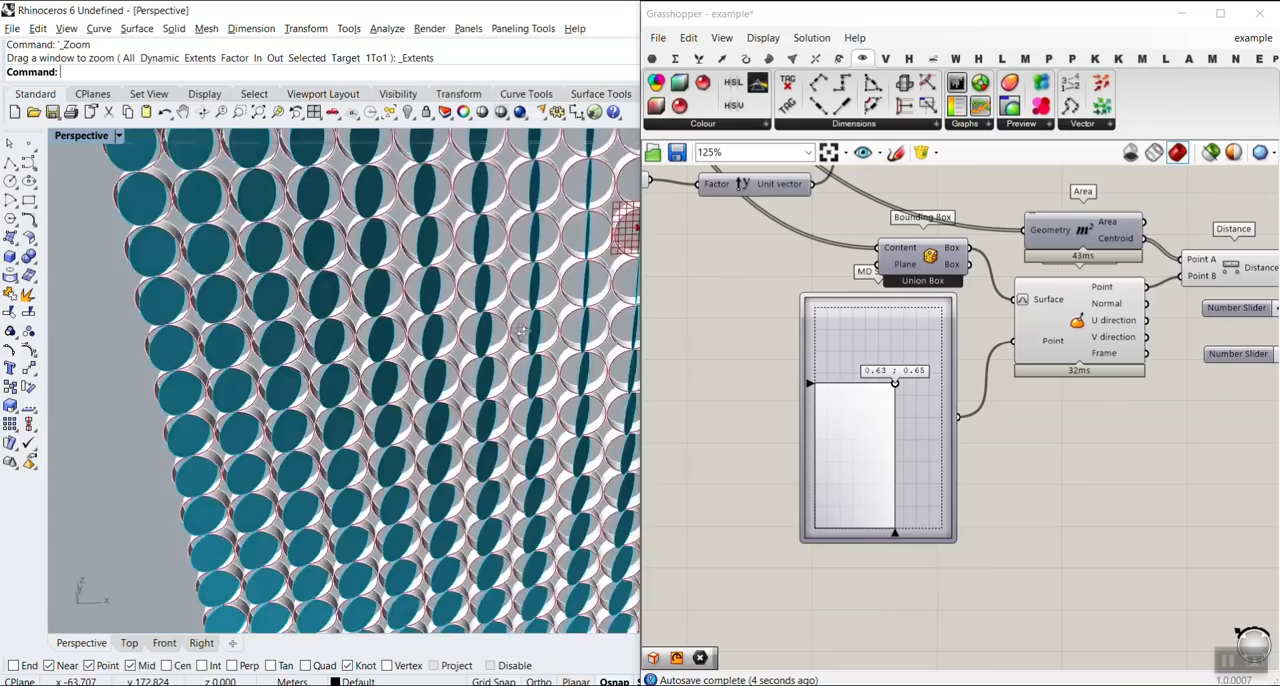 Rhinoceros 6 Undefined - [Perspective]
File Edit View Curve Surface Solid Mesh Dimension Transform Tools Analyze Render Panels Paneling Tools Help
Command: '_Zoom
Drag a window to zoom ( All Dynamic Extents Factor In Out Selected Target 1To1 ): _Extents
Command:
Standard CPlanes Set View Display Select Viewport Layout Visibility Transform Curve Tools Surface Tools
Perspective
z
y
x
Perspective Top Front Right
End Near Point Mid Cen Int Perp Tan Quad Knot Vertex Project Disable
CPlane x -63.707 y 172.824 z 0.000 Meters Default Grid Snap Ortho Planar Osnap
Grasshopper - example*
File Edit View Display Solution Help
example
V H L M P K K M L A M W N E P
HSL
HSV
TAG
TAG
Colour Dimensions Graphs Preview Vector
125%
Factor Unit vector
Bounding Box
Content Box
Plane Box
Union Box
MD S
0.63 ; 0.65
Area
Geometry m² Area
Centroid
43ms
Distance
Point A
Point B
Distance
Surface
Point
Point
Normal
U direction
V direction
Frame
32ms
Number Slider
Number Slider
Autosave complete (4 seconds ago)
1.0.0007